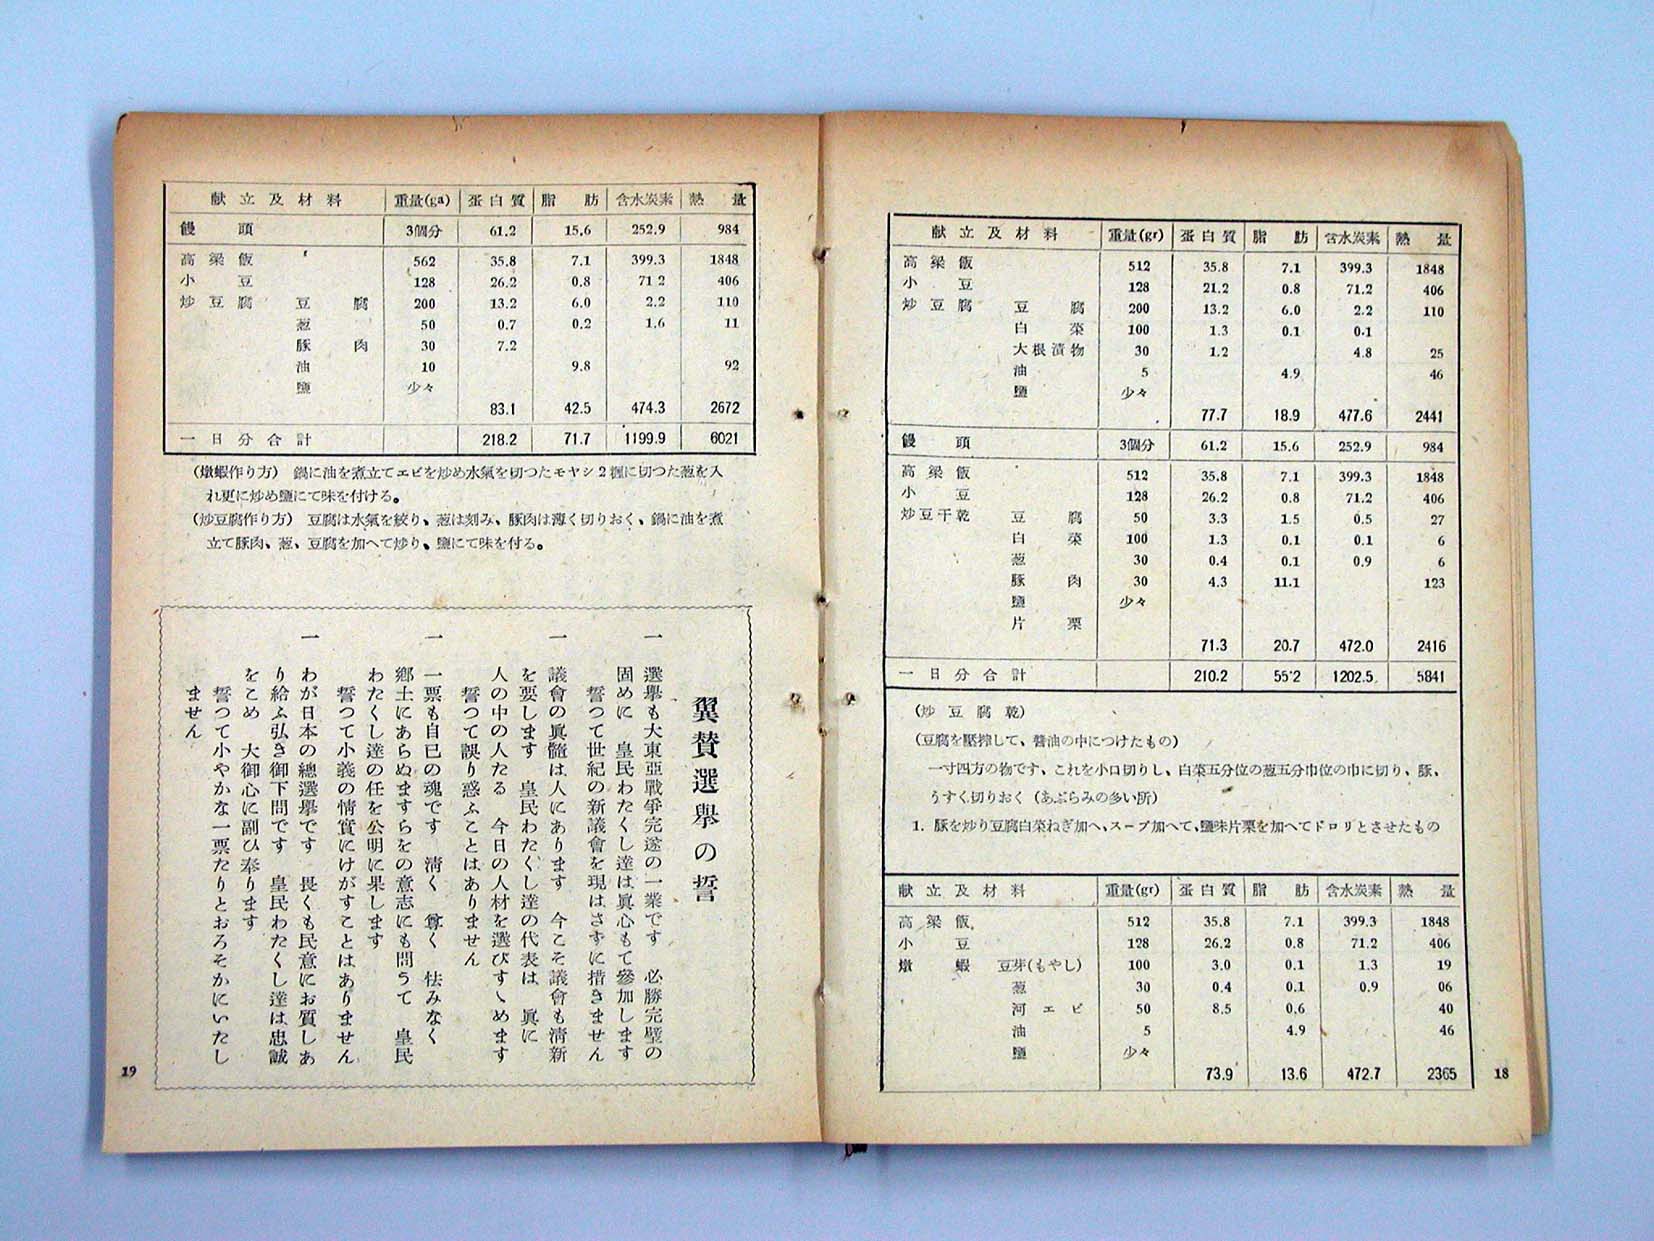 献立及材料 重量(gr) 蛋白質 脂肪 含水炭素 熱量
高梁飯 512 35.8 7.1 399.3 1848
小豆 128 21.2 0.8 71.2 406
炒豆腐 豆腐 200 13.2 6.0 2.2 110
白菜 100 1.3 0.1 0.1
大根漬物 30 1.2 4.8 25
油 5 4.9 46
鹽 少々
77.7 18.9 477.6 2441
饅頭 3個分 61.2 15.6 252.9 984
高梁飯 512 35.8 7.1 399.3 1848
小豆 128 26.2 0.8 71.2 406
炒豆干乾 豆腐 50 3.3 1.5 0.5 27
白菜 100 1.3 0.1 0.1 6
葱 30 0.4 0.1 0.9 6
豚肉 30 4.3 11.1 123
鹽 少々
片栗
71.3 20.7 472.0 2416
一日分合計 210.2 55.2 1202.5 5841
(炒豆腐乾)
(豆腐を壓搾して、醬油の中につけたもの)
一寸四方の物です、これを小口切りし、白菜五分位の葱五分巾位の巾に切り、豚、
うすく切りおく(あぶらみの多い所)
1. 豚を炒り豆腐白菜ねぎ加へ、スープ加へて、鹽味片栗を加へてドロリとさせたもの
献立及材料 重量(gr) 蛋白質 脂肪 含水炭素 熱量
高梁飯 512 35.8 7.1 399.3 1848
小豆 128 26.2 0.8 71.2 406
燉蝦 豆芽(もやし) 100 3.0 0.1 1.3 19
葱 30 0.4 0.1 0.9 06
河エビ 50 8.5 0.6 40
油 5 4.9 46
鹽 少々
73.9 13.6 472.7 2365
18
献立及材料 重量(ga) 蛋白質 脂肪 含水炭素 熱量
饅頭 3個分 61.2 15.6 252.9 984
高梁飯 562 35.8 7.1 399.3 1848
小豆 128 26.2 0.8 71.2 406
炒豆腐 豆腐 200 13.2 6.0 2.2 110
葱 50 0.7 0.2 1.6 11
豚肉 30 7.2
油 10 9.8 92
鹽 少々
83.1 42.5 474.3 2672
一日分合計 218.2 71.7 1199.9 6021
(燉蝦作り方) 鍋に油を煮立てエビを炒め水氣を切つたモヤシ2糎に切つた葱を入
れ更に炒め鹽にて味を付ける。
(炒豆腐作り方) 豆腐は水氣を絞り、葱は刻み、豚肉は薄く切りおく、鍋に油を煮
立て豚肉、葱、豆腐を加へて炒り、鹽にて味を付る。
翼賛選擧の誓
一 選擧も大東亞戰爭完遂の一業です 必勝完璧の
固めに 皇民わたくし達は眞心もて參加します
誓つて世紀の新議會を現はさずに措きません
一 議會の眞髓は人にあります 今こそ議會も淸新
を要します 皇民わたくし達の代表は、眞に
人の中の人たる 今日の人材を選びすゝめます
誓つて誤り惑ふことはありません
一 一票も自己の魂です 淸く 尊く 怯みなく
鄕土にあらぬますらをの意志にも問うて 皇民
わたくし達の任を公明に果します
誓つて小義の情實にけがすことはありません
一 わが日本の總選擧です 畏くも民意にお質しあ
り給ふ弘き御下問です 皇民わたくし達は忠誠
をこめ 大御心に副ひ奉ります
誓つて小やかな一票たりとおろそかにいたし
ません
19